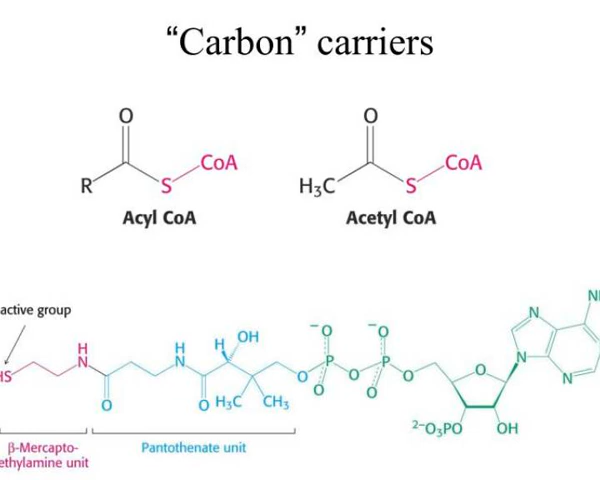 “Carbon” carriers
O
O
R
S
CoA
H₃C
S
CoA
Acyl CoA
Acetyl CoA
active group
HS
H
N
O
H
N
O
H
OH
H₃C
CH₃
O
⁻O
P
O
O
⁻O
P
O
O
O
²⁻O₃PO
OH
N
N
N
NH
β-Mercapto-
ethylamine unit
Pantothenate unit